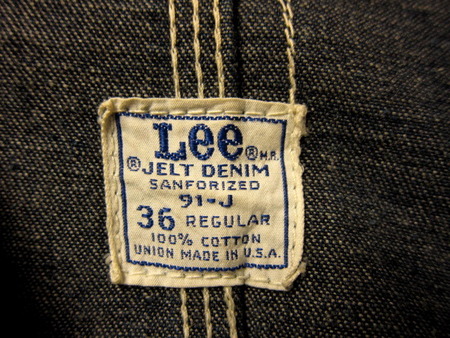 Lee ® M.R.
® JELT DENIM
SANFORIZED
91-J
36 REGULAR
100% COTTON
UNION MADE IN U.S.A.